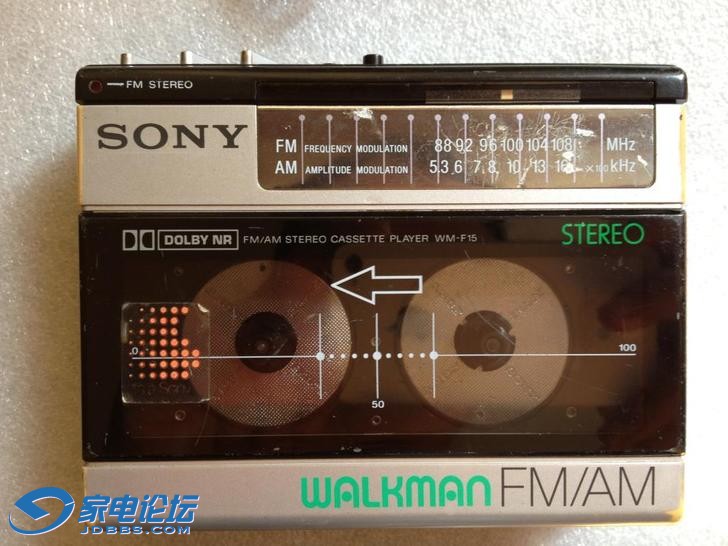 FM STEREO
SONY
FM FREQUENCY MODULATION 88 92 96 100 104 108 MHz
AM AMPLITUDE MODULATION 5.3 6 7 8 10 13 16 ×100 kHz
DOLBY NR FM/AM STEREO CASSETTE PLAYER WM-F15
STEREO
0 100
50
WALKMAN FM/AM
家电论坛
JDBBS.COM